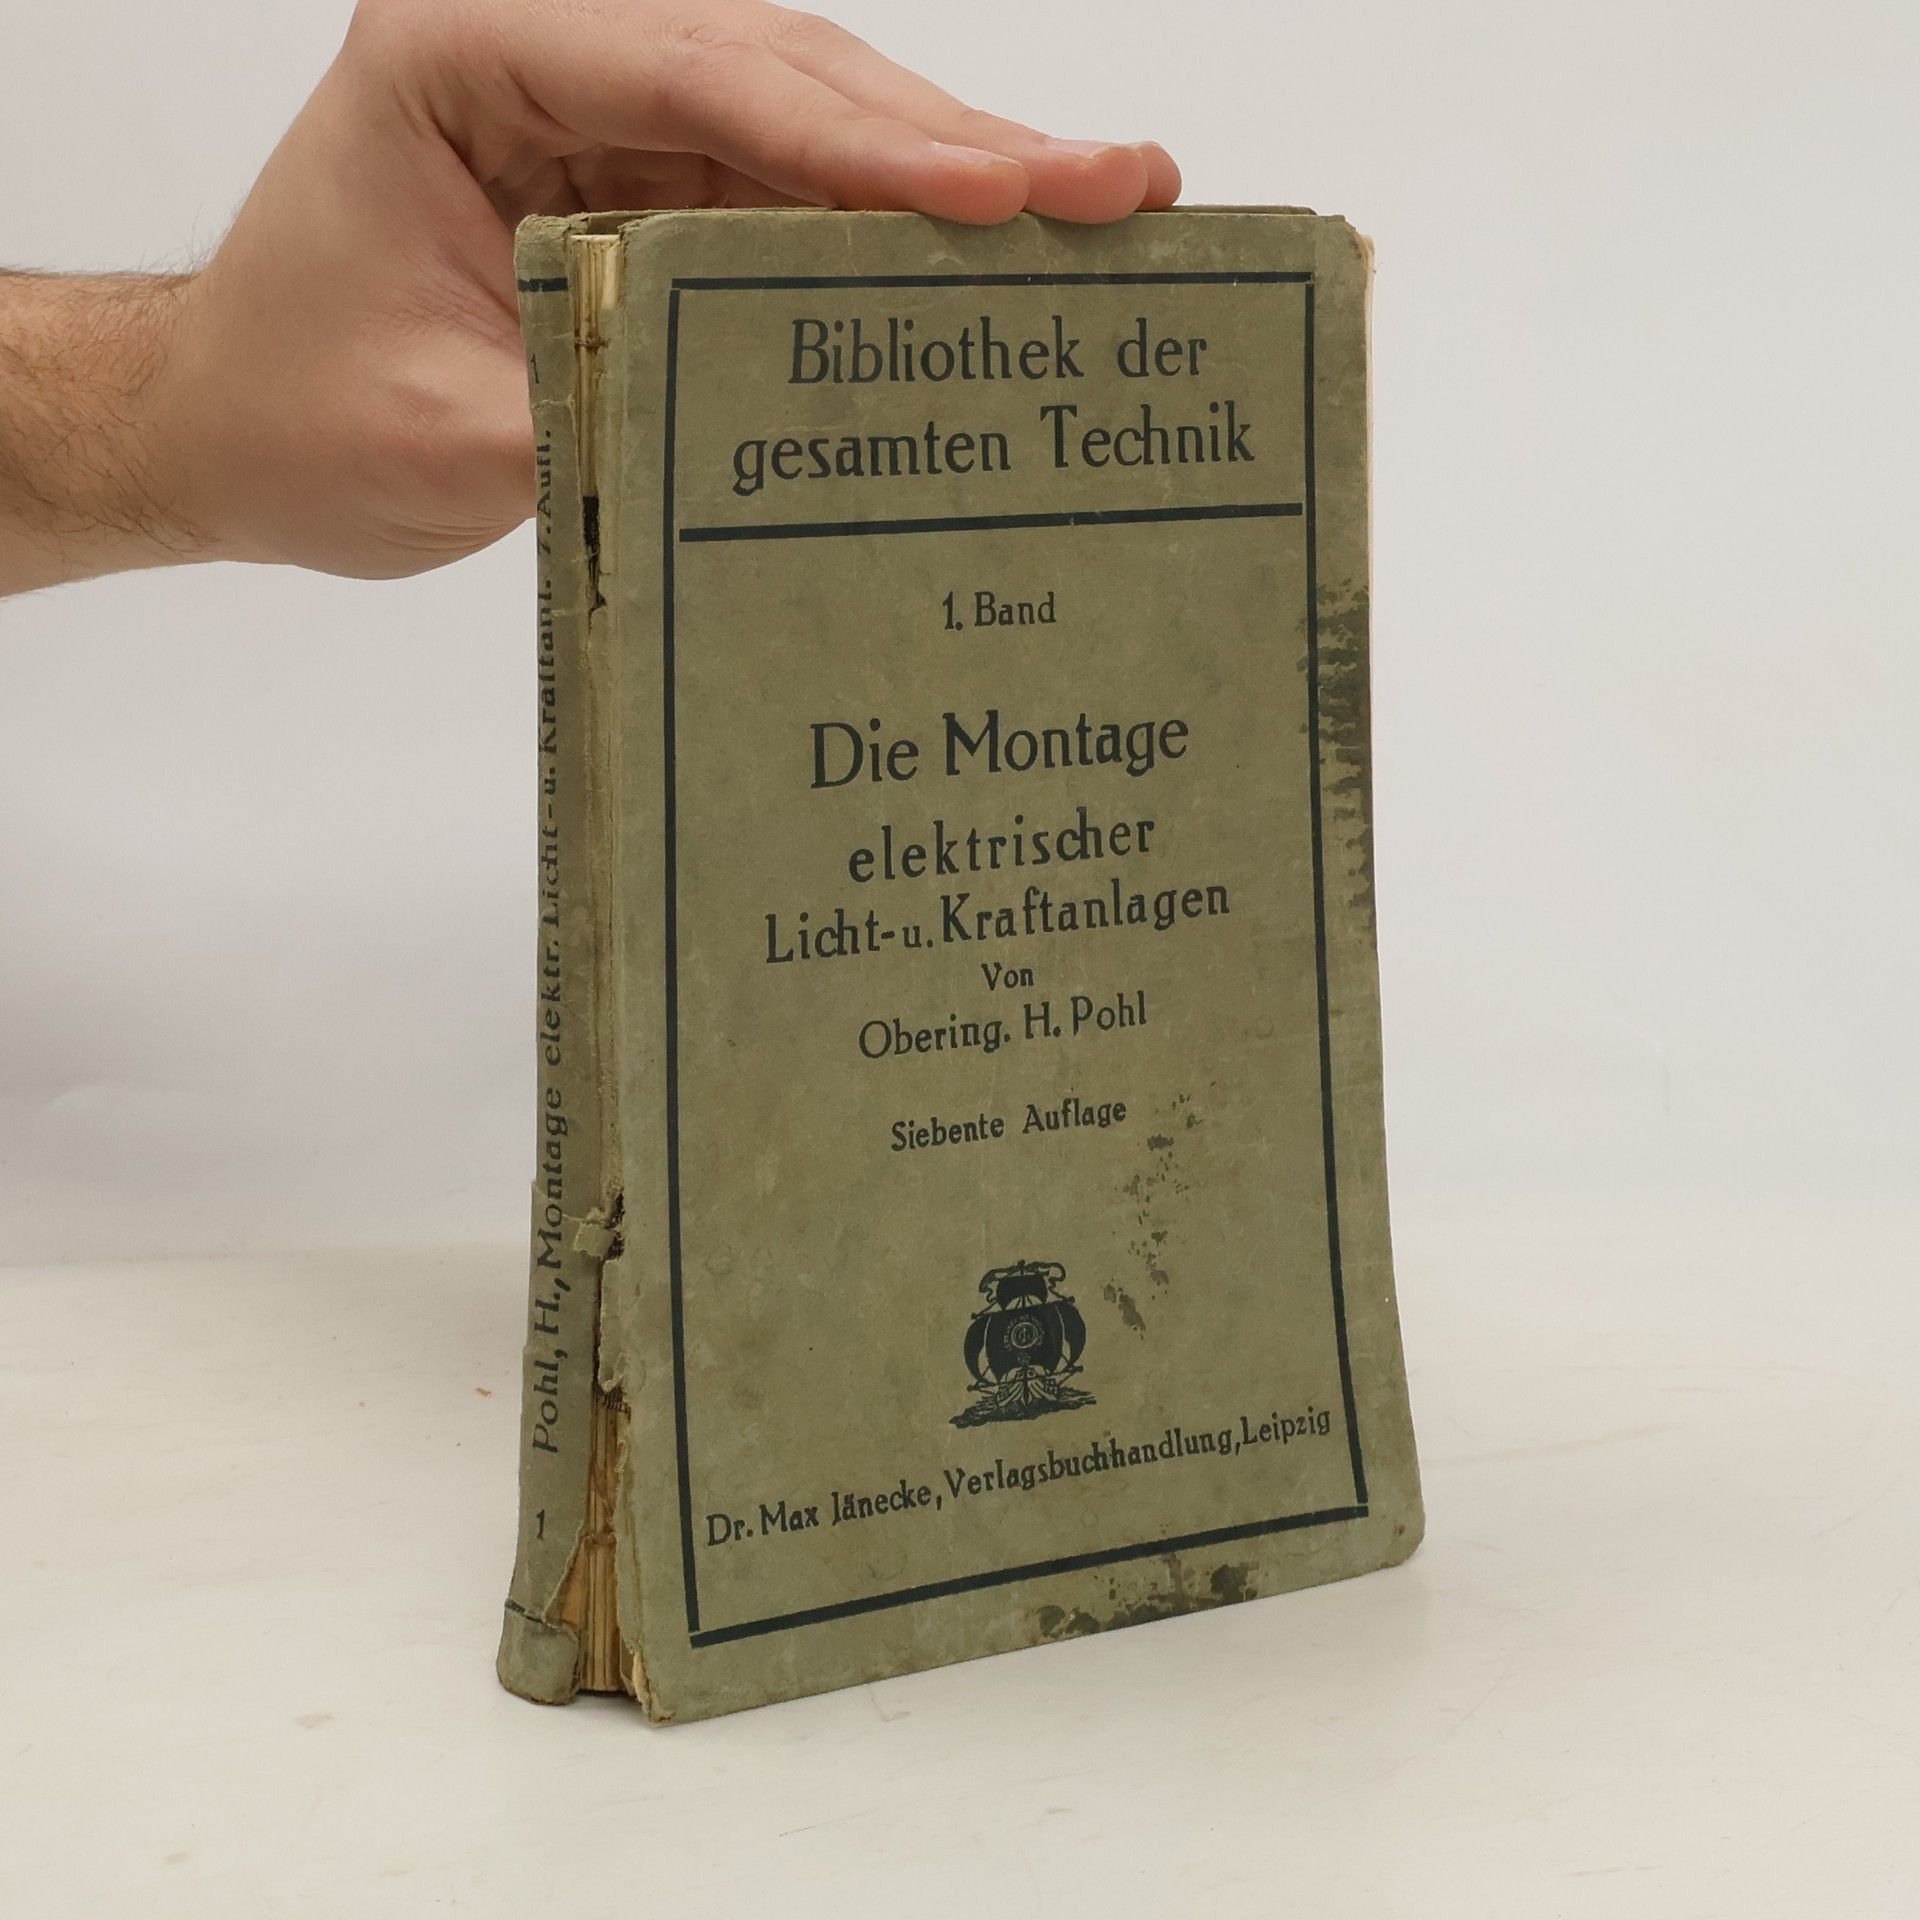 Bibliothek der
gesamten Technik
1. Band
Die Montage
elektrischer
Licht- u. Kraftanlagen
Von
Obering. H. Pohl
Siebente Auflage
Dr. Max Jänecke, Verlagsbuchhandlung, Leipzig
1 Pohl, H., Montage elektr. Licht- u. Kraftanl. 7. Aufl. 1